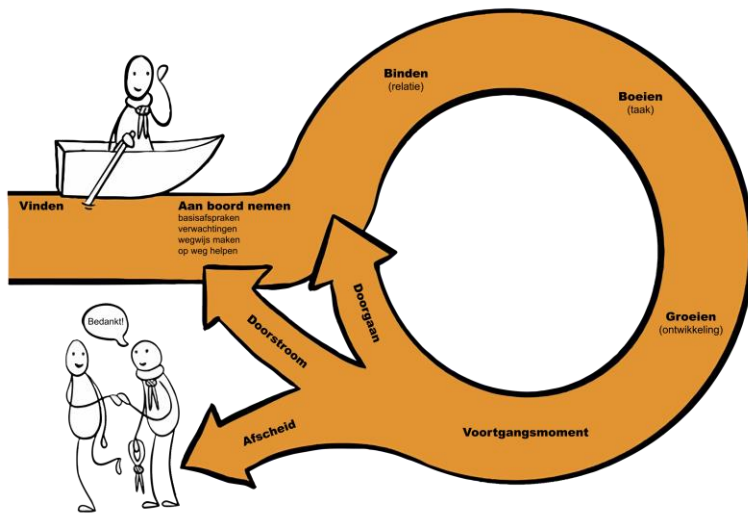 Vinden
Aan boord nemen
basisafspraken
verwachtingen
wegwijs maken
op weg helpen
Binden
(relatie)
Boeien
(taak)
Groeien
(ontwikkeling)
Voortgangsmoment
Doorgaan
Doorstroom
Afscheid
Bedankt!